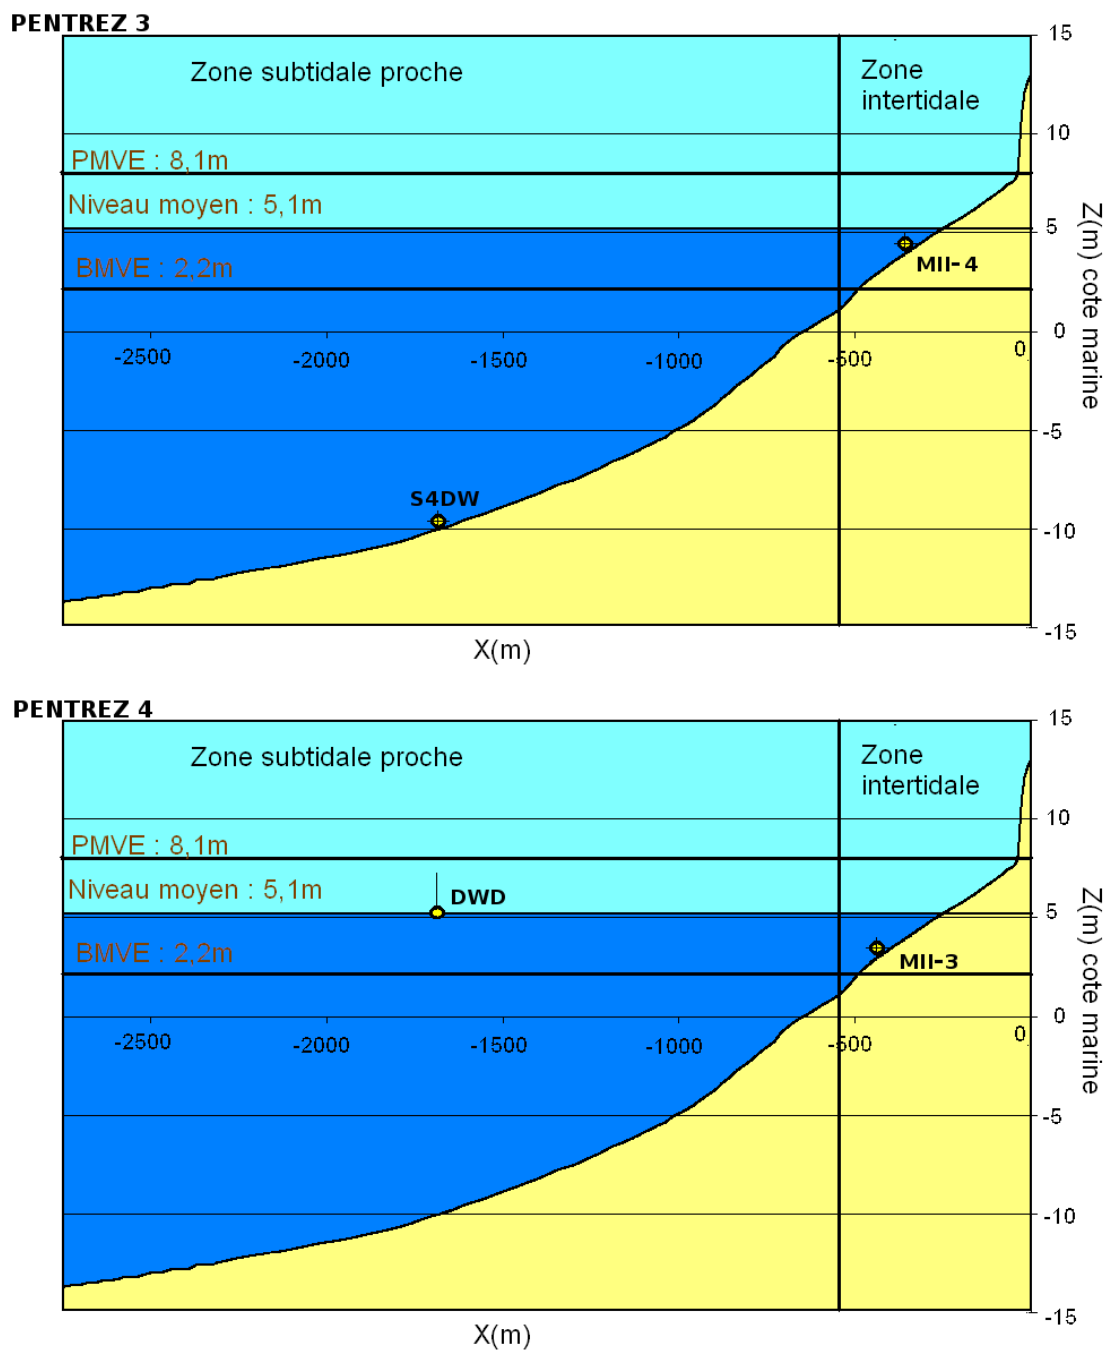 PENTREZ 3
15
Zone subtidale proche
Zone
intertidale
10
PMVE : 8,1m
Niveau moyen : 5,1m
5
BMVE : 2,2m
MII-4
0
-2500
-2000
-1500
-1000
-500
0
Z(m) cote marine
-5
S4DW
-10
-15
X(m)
PENTREZ 4
15
Zone subtidale proche
Zone
intertidale
10
PMVE : 8,1m
Niveau moyen : 5,1m
DWD
5
BMVE : 2,2m
MII-3
0
-2500
-2000
-1500
-1000
-500
0
Z(m) cote marine
-5
-10
-15
X(m)